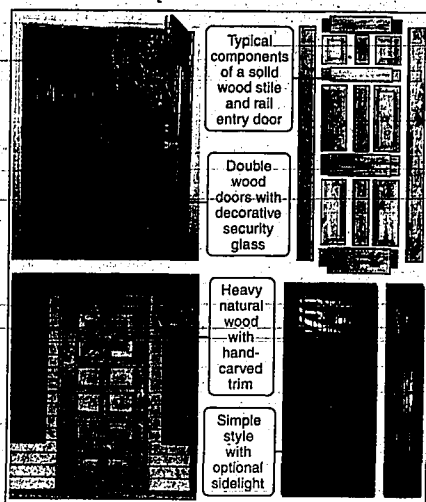 Typical
components
of a solid
wood stile
and rail
entry door
Double
wood
doors with
decorative
security
glass
Heavy
natural
wood
with
hand-
carved
trim
Simple
style
with
optional
sidelight